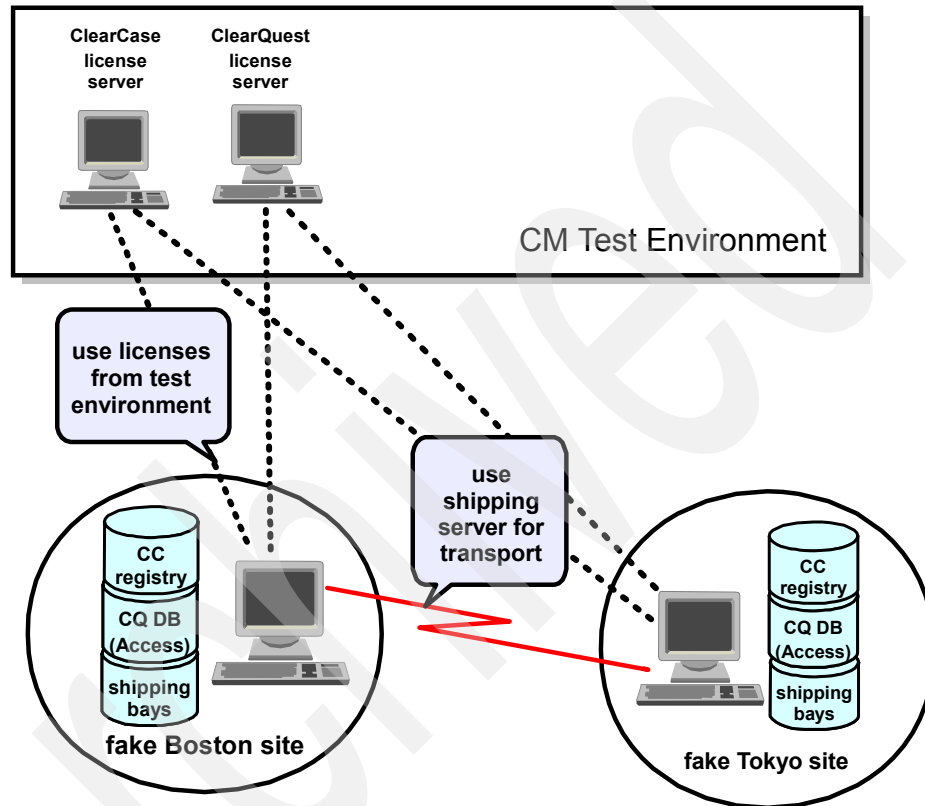 ClearCase
license
server
ClearQuest
license
server
CM Test Environment
use licenses
from test
environment
use
shipping
server for
transport
CC
registry
CQ DB
(Access)
shipping
bays
fake Boston site
CC
registry
CQ DB
(Access)
shipping
bays
fake Tokyo site